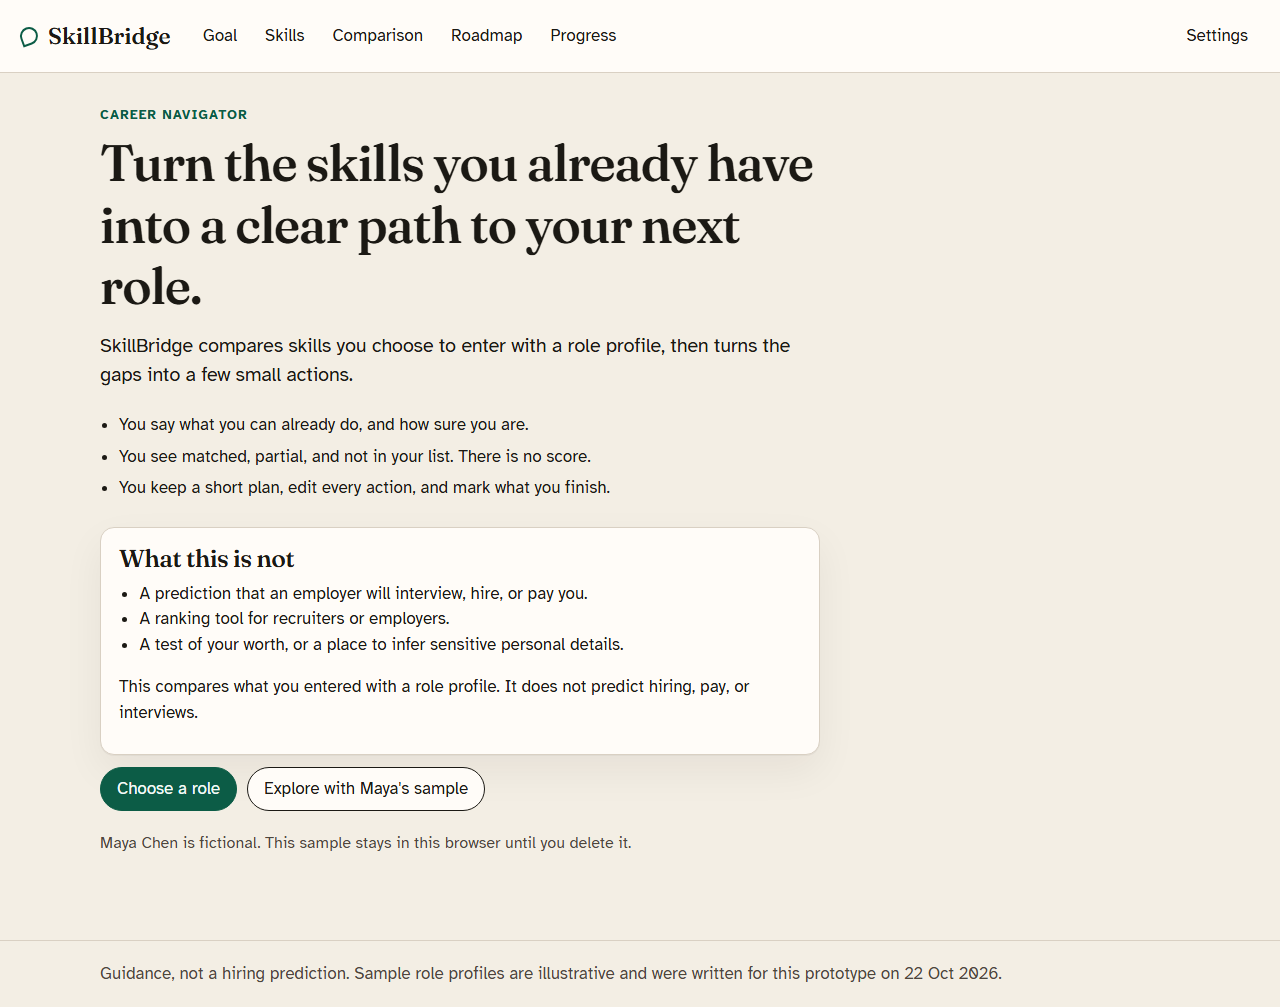 SkillBridge
Goal
Skills
Comparison
Roadmap
Progress
Settings
CAREER NAVIGATOR
Turn the skills you already have
into a clear path to your next
role.
SkillBridge compares skills you choose to enter with a role profile, then turns the
gaps into a few small actions.
• You say what you can already do, and how sure you are.
• You see matched, partial, and not in your list. There is no score.
• You keep a short plan, edit every action, and mark what you finish.
What this is not
• A prediction that an employer will interview, hire, or pay you.
• A ranking tool for recruiters or employers.
• A test of your worth, or a place to infer sensitive personal details.
This compares what you entered with a role profile. It does not predict hiring, pay, or
interviews.
Choose a role
Explore with Maya's sample
Maya Chen is fictional. This sample stays in this browser until you delete it.
Guidance, not a hiring prediction. Sample role profiles are illustrative and were written for this prototype on 22 Oct 2026.